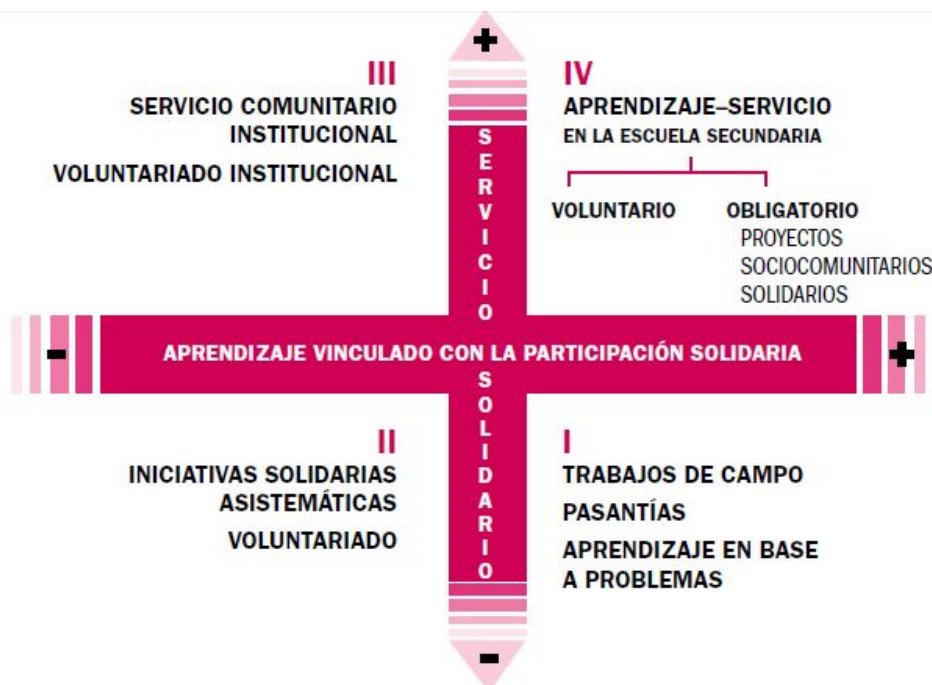 +
III
SERVICIO COMUNITARIO
INSTITUCIONAL
VOLUNTARIADO INSTITUCIONAL
IV
APRENDIZAJE–SERVICIO
EN LA ESCUELA SECUNDARIA
VOLUNTARIO
OBLIGATORIO
PROYECTOS
SOCIOCOMUNITARIOS
SOLIDARIOS
SERVICIO SOLIDARIO
-
APRENDIZAJE VINCULADO CON LA PARTICIPACIÓN SOLIDARIA
+
II
INICIATIVAS SOLIDARIAS
ASISTEMÁTICAS
VOLUNTARIADO
I
TRABAJOS DE CAMPO
PASANTÍAS
APRENDIZAJE EN BASE
A PROBLEMAS
-